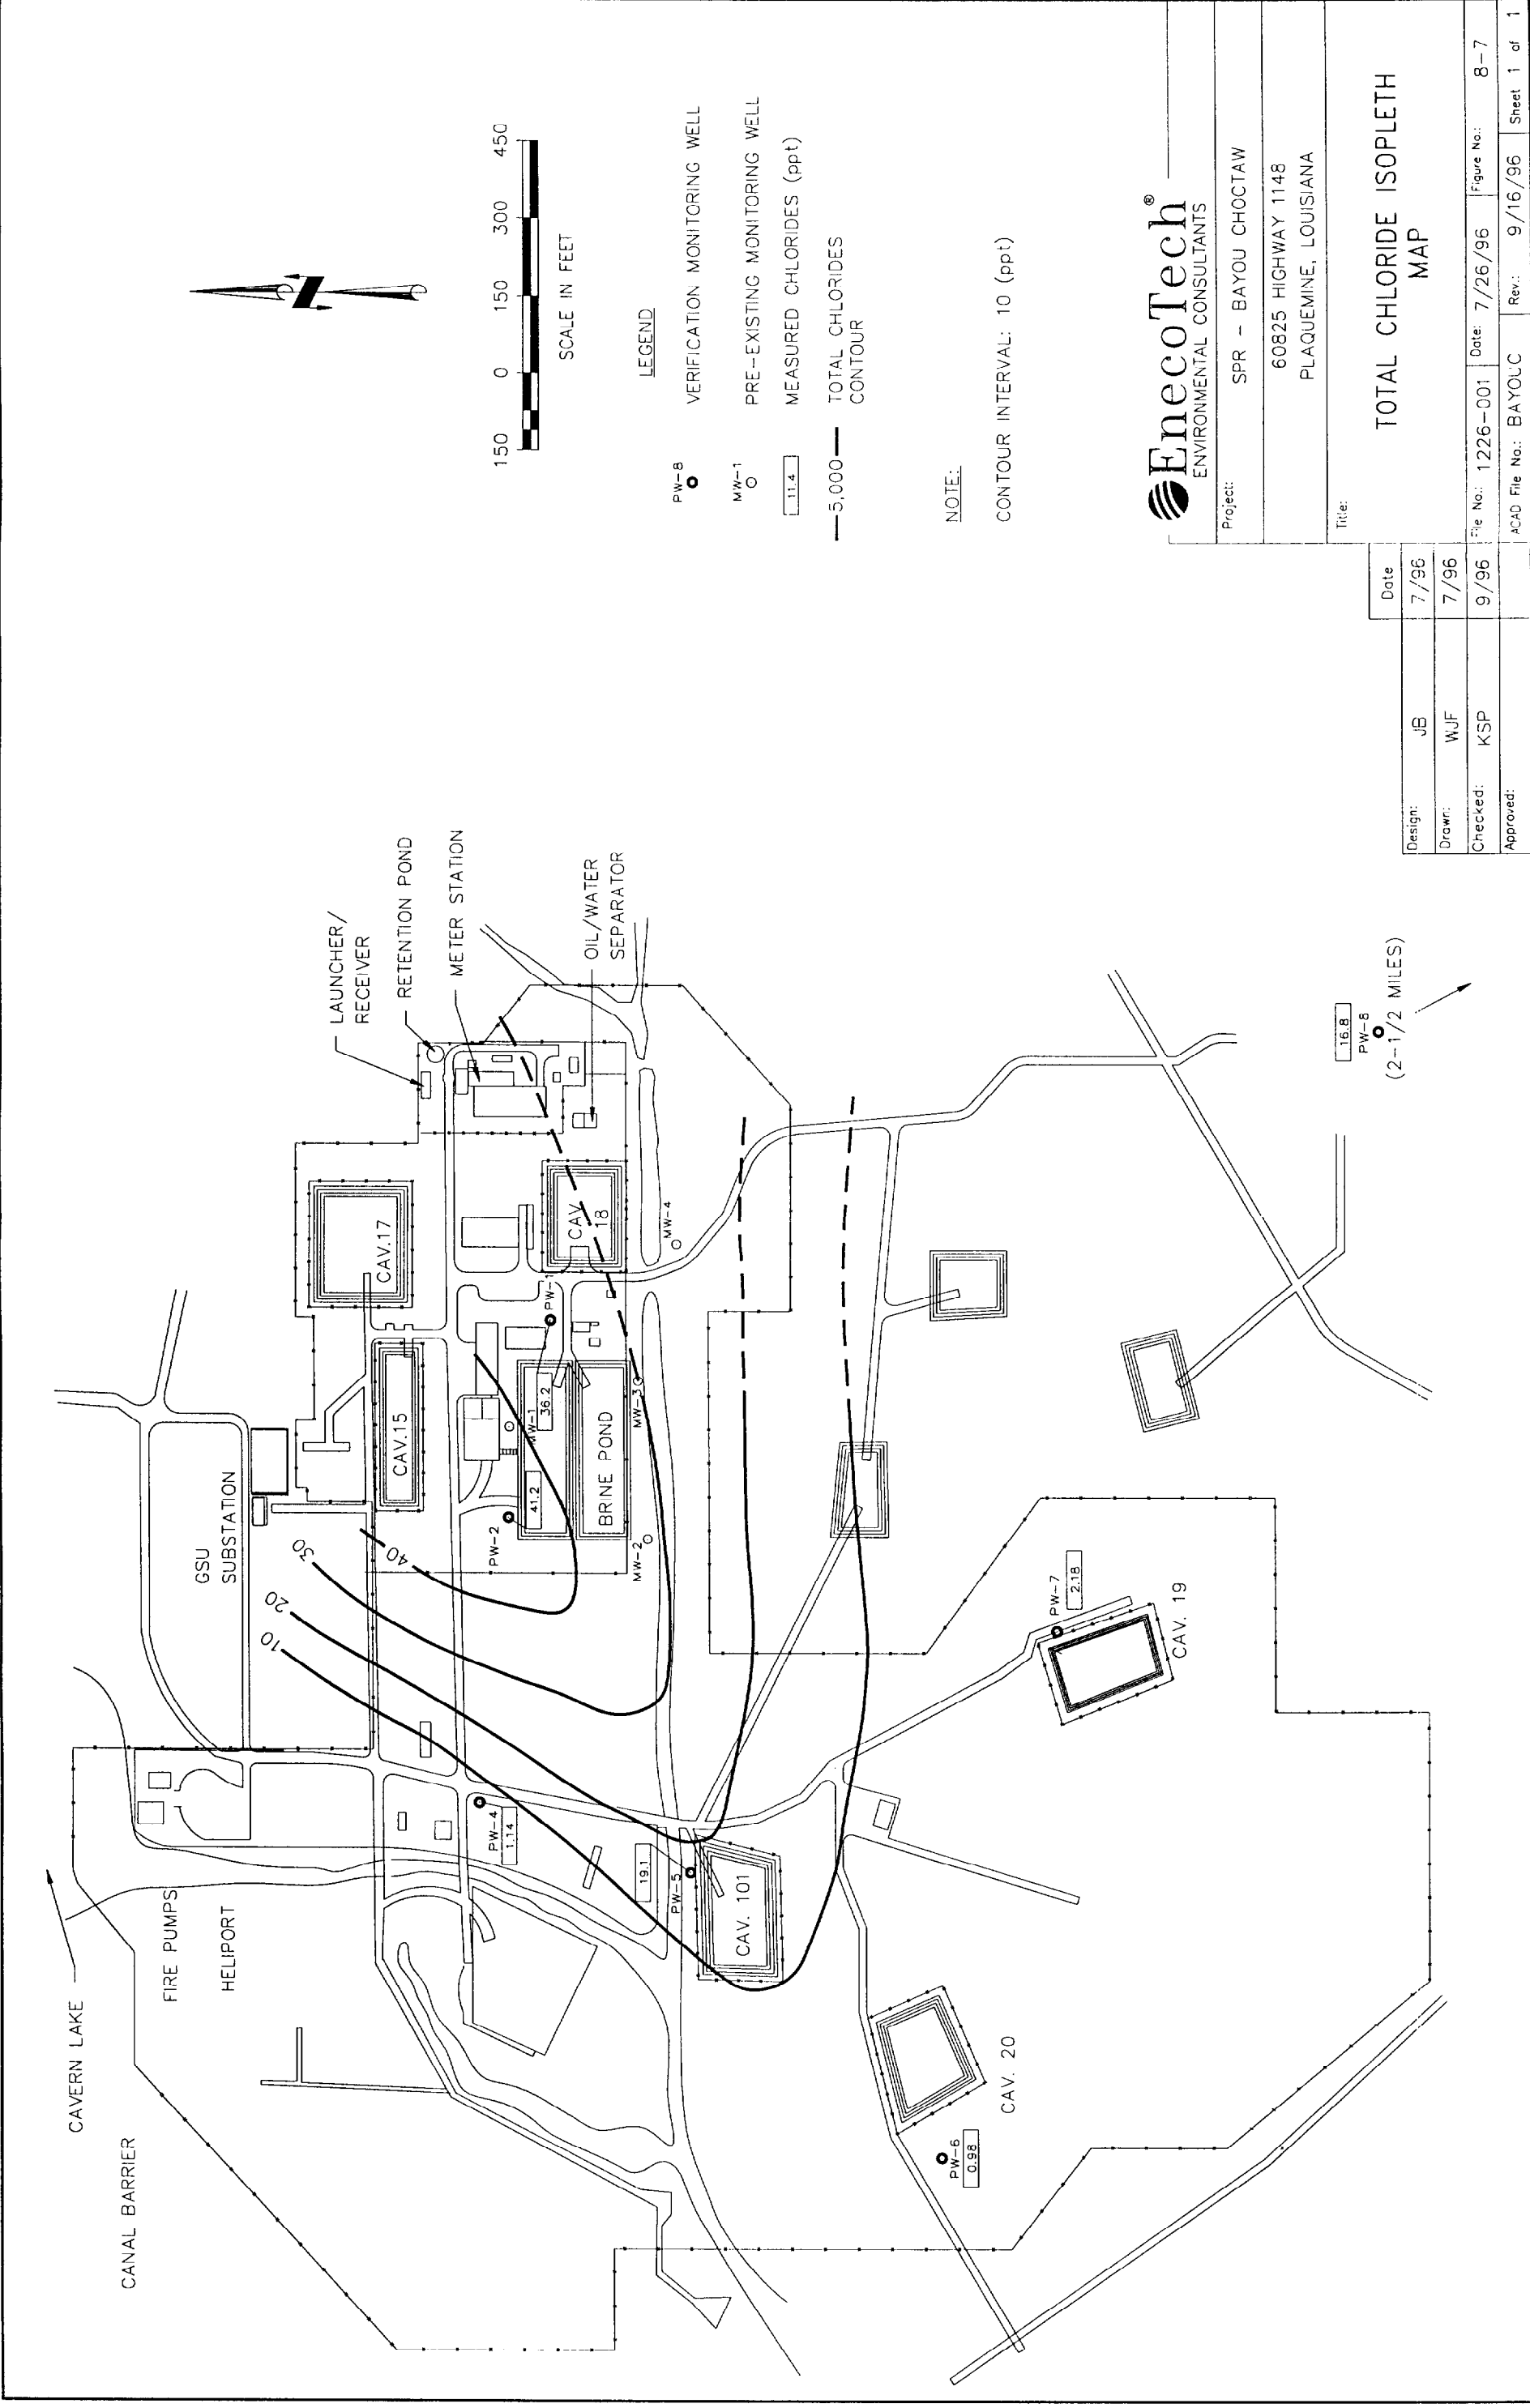 CAVERN LAKE
CANAL BARRIER
FIRE PUMPS
HELIPORT
GSU
SUBSTATION
LAUNCHER/
RECEIVER
RETENTION POND
METER STATION
OIL/WATER
SEPARATOR
CAV.17
CAV.15
CAV
18
BRINE POND
CAV. 101
CAV. 19
CAV. 20
10
20
30
40
PW-1
36.2
MW-1
PW-2
41.2
MW-2
MW-3
MW-4
PW-4
1.14
PW-5
19.1
PW-6
0.98
PW-7
2.18
16.8
PW-8
(2-1/2 MILES)
150 0 150 300 450
SCALE IN FEET
LEGEND
PW-8
VERIFICATION MONITORING WELL
MW-1
PRE-EXISTING MONITORING WELL
11.4
MEASURED CHLORIDES (ppt)
5,000
TOTAL CHLORIDES
CONTOUR
NOTE:
CONTOUR INTERVAL: 10 (ppt)
EnecoTech®
ENVIRONMENTAL CONSULTANTS
Project:
SPR - BAYOU CHOCTAW
60825 HIGHWAY 1148
PLAQUEMINE, LOUISIANA
Title:
TOTAL CHLORIDE ISOPLETH
MAP
Date
Design: JB 7/96
Drawn: WJF 7/96
Checked: KSP 9/96
Approved:
File No.: 1226-001 Date: 7/26/96 Figure No.: 8-7
ACAD File No.: BAYOUC Rev.: 9/16/96 Sheet 1 of 1